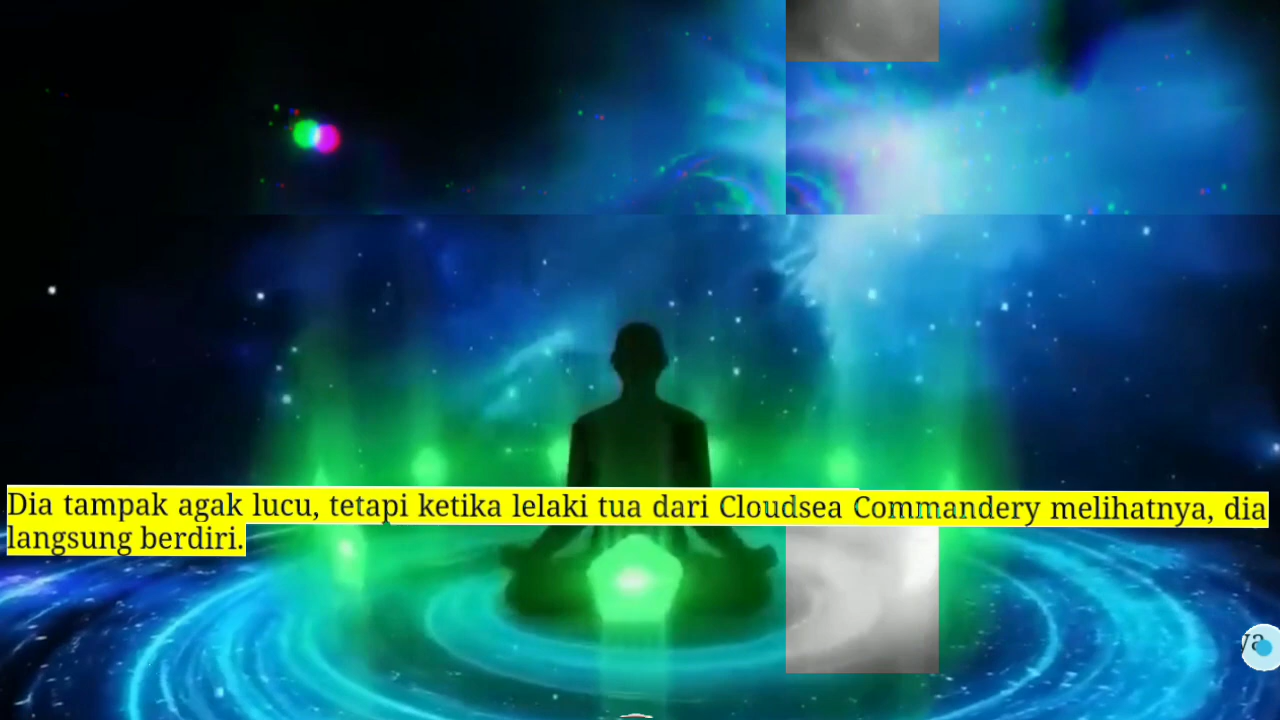 Dia tampak agak lucu, tetapi ketika lelaki tua dari Cloudsea Commandery melihatnya, dia
langsung berdiri.